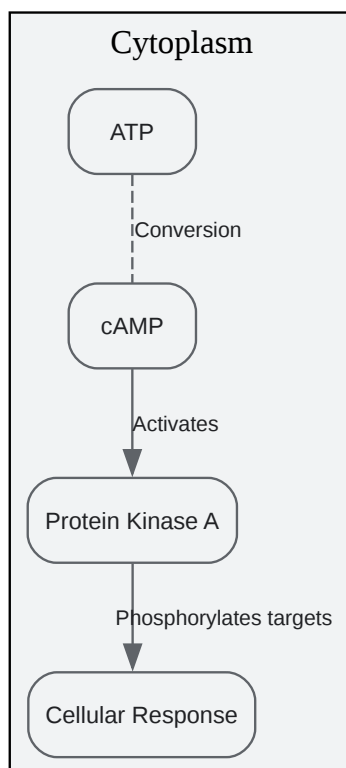 Cytoplasm
ATP
Conversion
cAMP
Activates
Protein Kinase A
Phosphorylates targets
Cellular Response